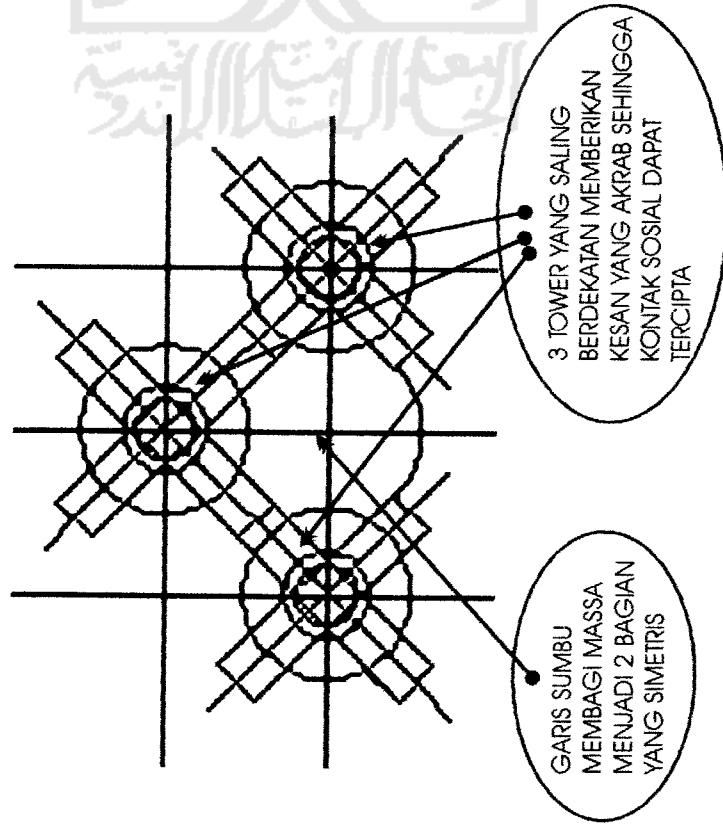 3 TOWER YANG SALING
BERDEKATAN MEMBERIKAN
KESAN YANG AKRAB SEHINGGA
KONTAK SOSIAL DAPAT
TERCIPTA
GARIS SUMBU
MEMBAGI MASSA
MENJADI 2 BAGIAN
YANG SIMETRIS